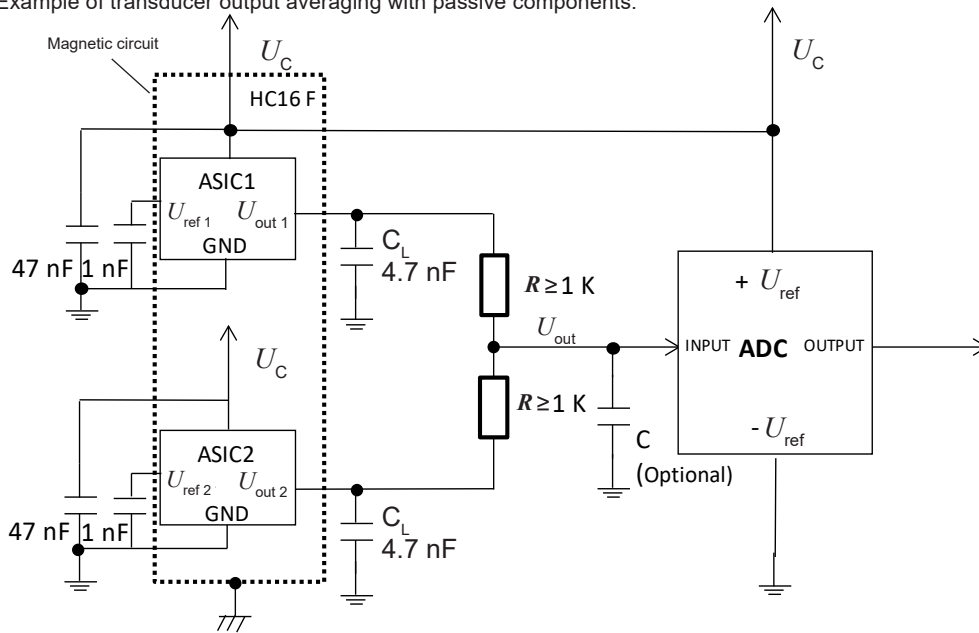 Example of transducer output averaging with passive components.
Magnetic circuit
U_C
U_C
HC16 F
ASIC1
U_ref 1 U_out 1
GND
47 nF 1 nF
C_L
4.7 nF
R≥1 K
+ U_ref
U_out
INPUT ADC OUTPUT
U_C
R≥1 K
- U_ref
C
(Optional)
ASIC2
U_ref 2 U_out 2
GND
47 nF 1 nF
C_L
4.7 nF